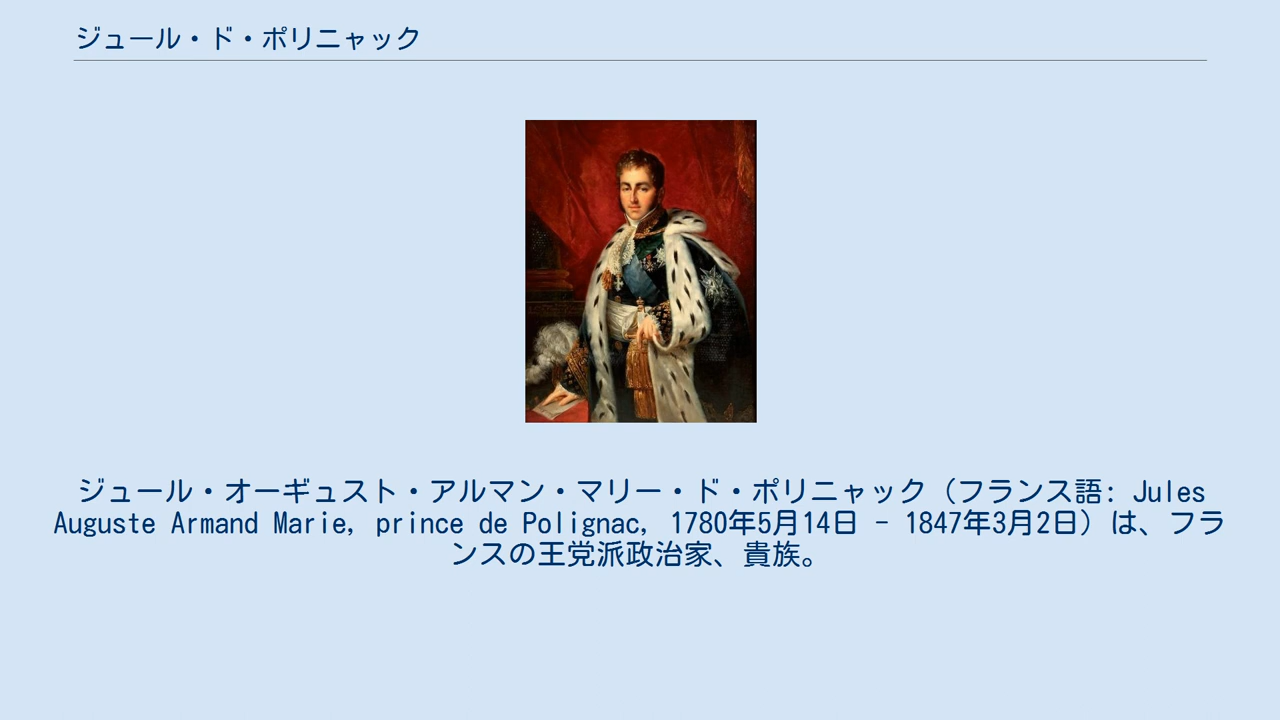 ジュール・ド・ポリニャック
ジュール・オーギュスト・アルマン・マリー・ド・ポリニャック（フランス語: Jules
Auguste Armand Marie, prince de Polignac, 1780年5月14日 - 1847年3月2日）は、フラ
ンスの王党派政治家、貴族。